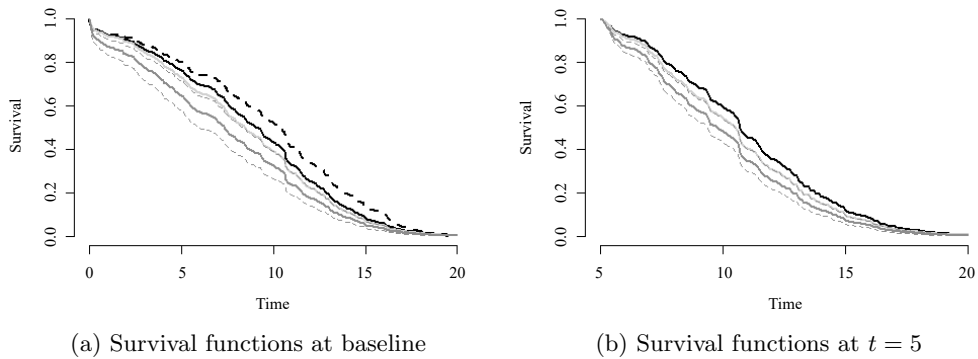 1.0
0.8
0.6
0.4
0.2
0.0
Survival
0 5 10 15 20
Time
(a) Survival functions at baseline
1.0
0.8
0.6
0.4
0.2
0.0
Survival
5 10 15 20
Time
(b) Survival functions at t = 5